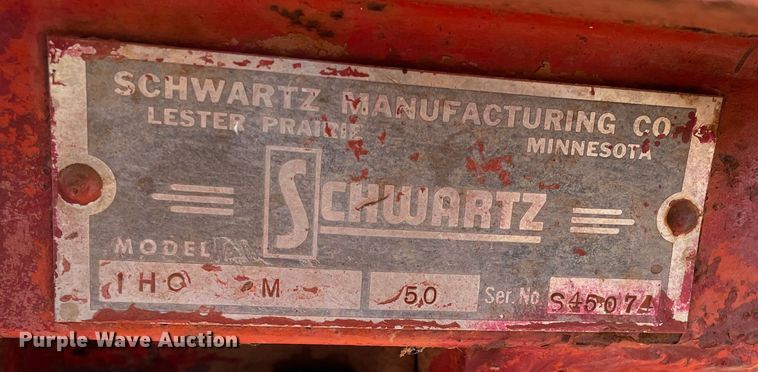 SCHWARTZ MANUFACTURING CO.
LESTER PRAIRIE
MINNESOTA
SCHWARTZ
MODEL
IHC M 50 Ser. No. S45074
Purple Wave Auction